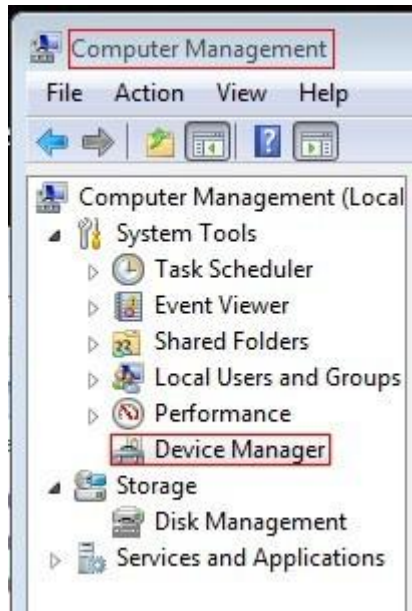 Computer Management
File Action View Help
Computer Management (Local
System Tools
Task Scheduler
Event Viewer
Shared Folders
Local Users and Groups
Performance
Device Manager
Storage
Disk Management
Services and Applications